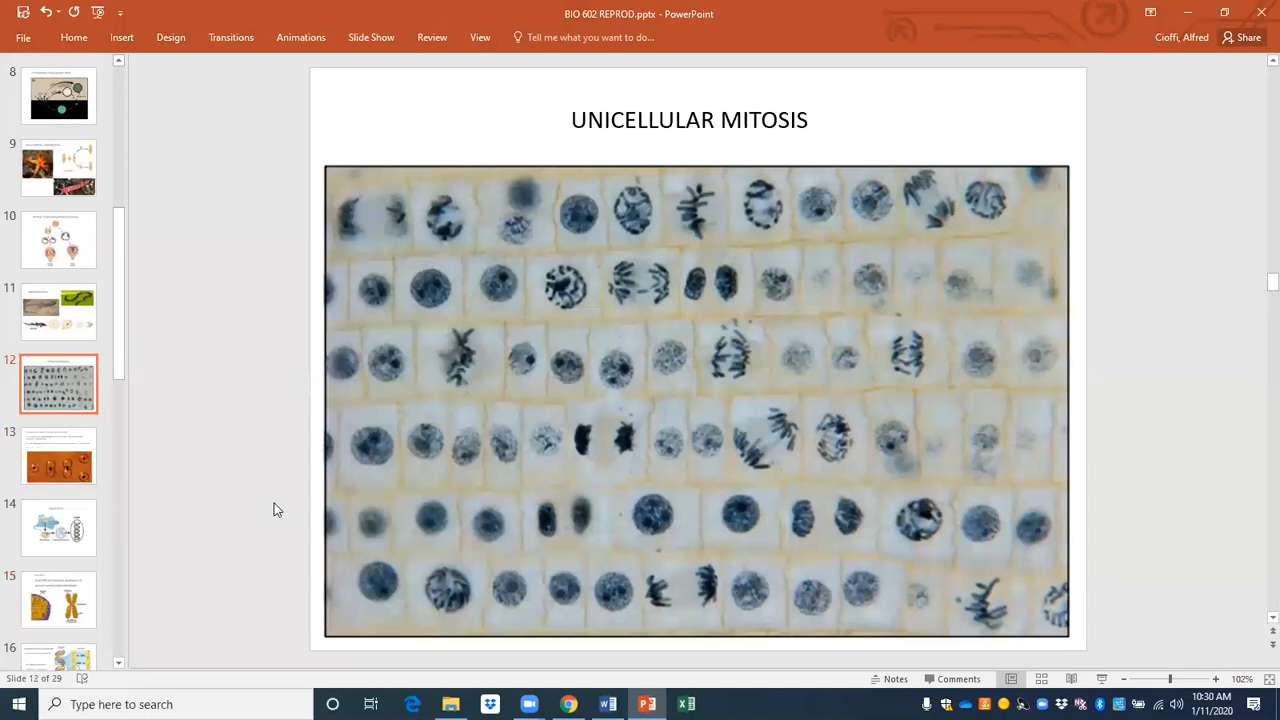 BIO 602 REPROD.pptx - PowerPoint
File Home Insert Design Transitions Animations Slide Show Review View Tell me what you want to do... Cioffi, Alfred Share
8
9
10
11
12
13
14
15
16
UNICELLULAR MITOSIS
Slide 12 of 29 Notes Comments 102%
Type here to search
10:30 AM
1/11/2020